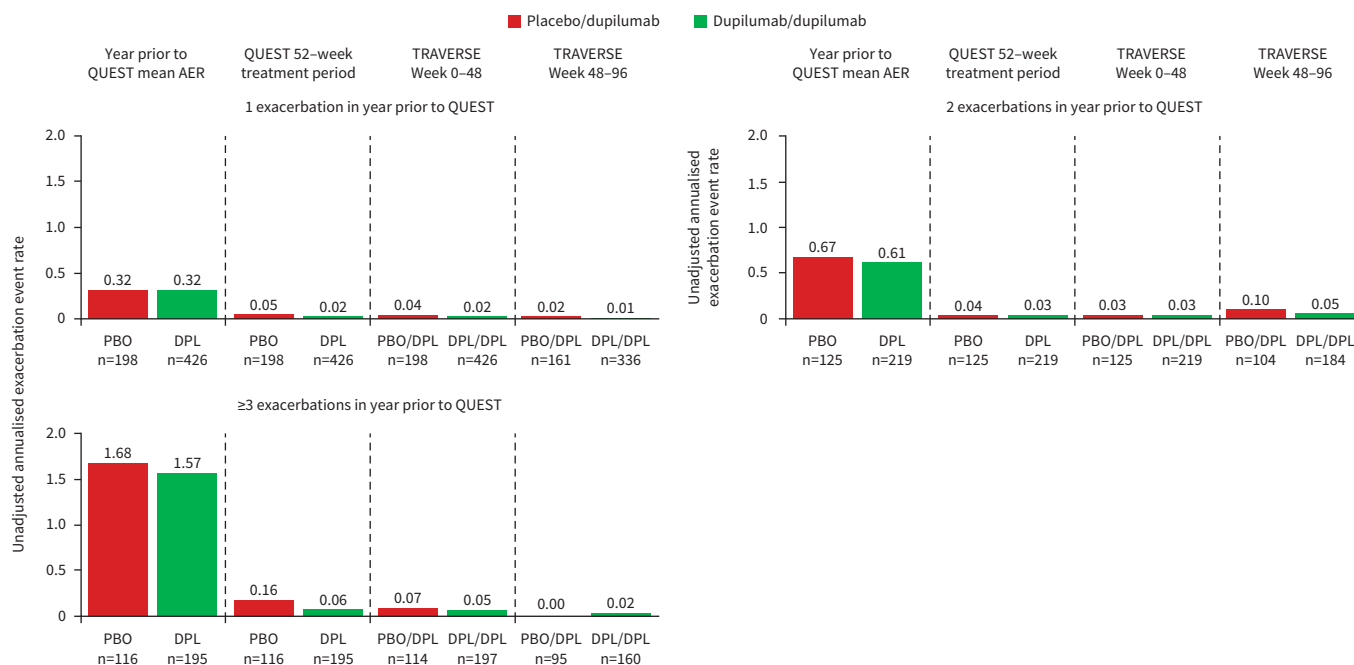 Placebo/dupilumab
Dupilumab/dupilumab
Year prior to
QUEST mean AER
QUEST 52–week
treatment period
TRAVERSE
Week 0–48
TRAVERSE
Week 48–96
1 exacerbation in year prior to QUEST
Unadjusted annualised exacerbation event rate
2.0
1.5
1.0
0.5
0
0.32
0.32
0.05
0.02
0.04
0.02
0.02
0.01
PBO
n=198
DPL
n=426
PBO
n=198
DPL
n=426
PBO/DPL
n=198
DPL/DPL
n=426
PBO/DPL
n=161
DPL/DPL
n=336
Year prior to
QUEST mean AER
QUEST 52–week
treatment period
TRAVERSE
Week 0–48
TRAVERSE
Week 48–96
2 exacerbations in year prior to QUEST
Unadjusted annualised
exacerbation event rate
2.0
1.5
1.0
0.5
0
0.67
0.61
0.04
0.03
0.03
0.03
0.10
0.05
PBO
n=125
DPL
n=219
PBO
n=125
DPL
n=219
PBO/DPL
n=125
DPL/DPL
n=219
PBO/DPL
n=104
DPL/DPL
n=184
≥3 exacerbations in year prior to QUEST
2.0
1.5
1.0
0.5
0
1.68
1.57
0.16
0.06
0.07
0.05
0.00
0.02
PBO
n=116
DPL
n=195
PBO
n=116
DPL
n=195
PBO/DPL
n=114
DPL/DPL
n=197
PBO/DPL
n=95
DPL/DPL
n=160